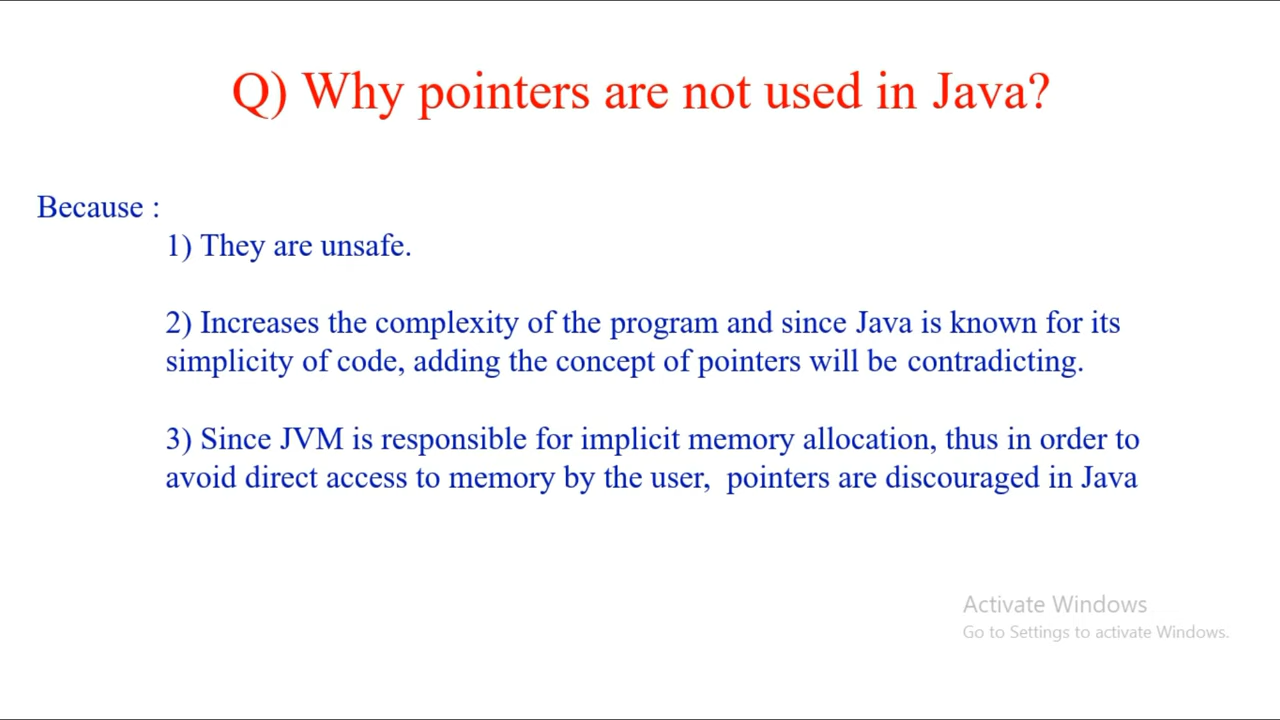 Q) Why pointers are not used in Java?
Because :
1) They are unsafe.
2) Increases the complexity of the program and since Java is known for its
simplicity of code, adding the concept of pointers will be contradicting.
3) Since JVM is responsible for implicit memory allocation, thus in order to
avoid direct access to memory by the user,  pointers are discouraged in Java
Activate Windows
Go to Settings to activate Windows.